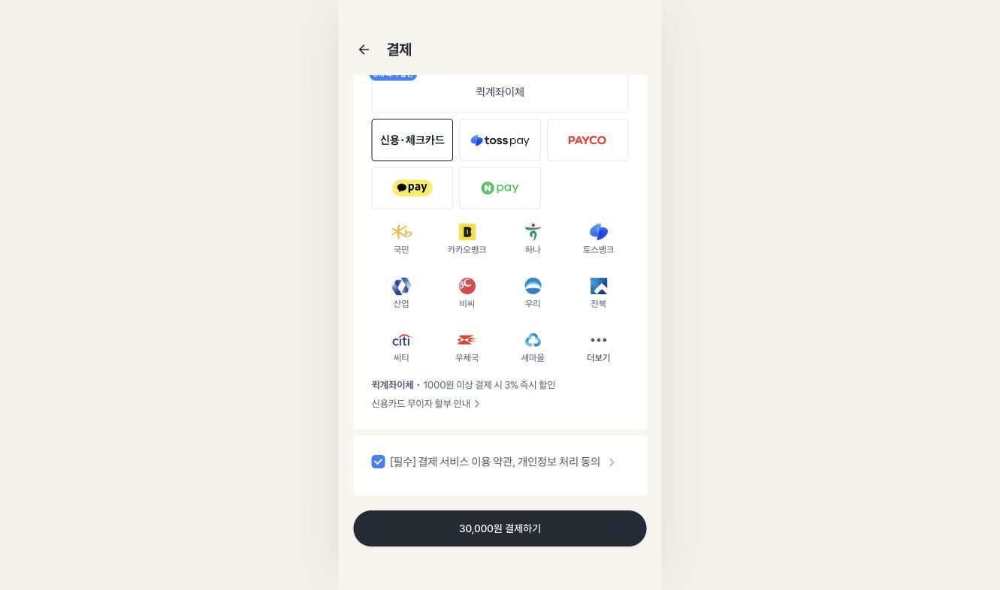 결제
퀵계좌이체
신용·체크카드
toss pay
PAYCO
pay
N pay
국민
카카오뱅크
하나
토스뱅크
산업
비씨
우리
전북
citi
씨티
우체국
새마을
더보기
퀵계좌이체 • 1000원 이상 결제 시 3% 즉시 할인
신용카드 무이자 할부 안내
[필수] 결제 서비스 이용 약관, 개인정보 처리 동의
30,000원 결제하기